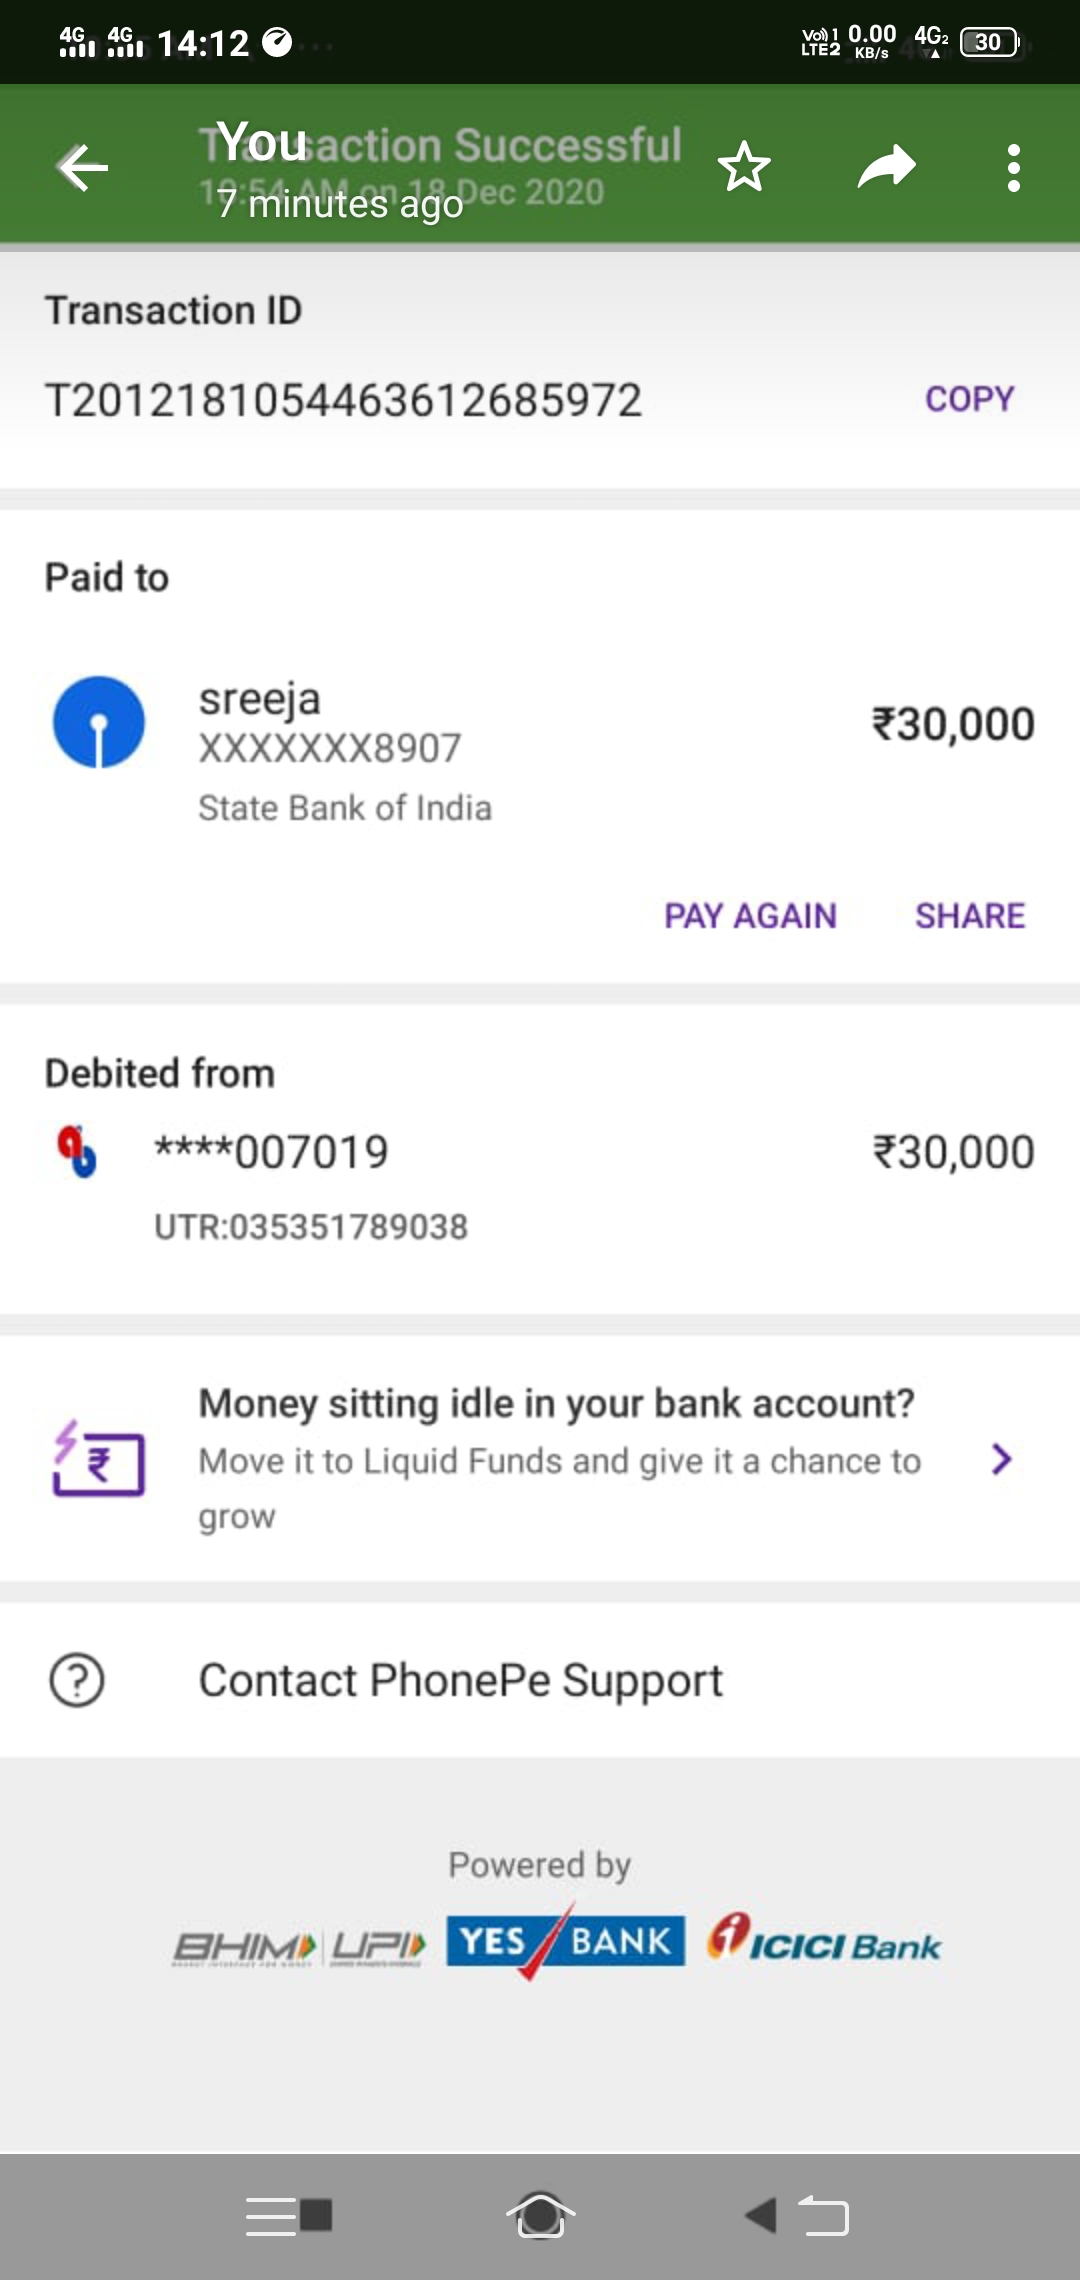 4G 4G 14:12 Vo)) 1 LTE2 0.00 KB/s 4G2 30
Transaction Successful
You
10:54 AM on 18 Dec 2020
7 minutes ago
Transaction ID
T2012181054463612685972 COPY
Paid to
sreeja
XXXXXXX8907
₹30,000
State Bank of India
PAY AGAIN SHARE
Debited from
****007019 ₹30,000
UTR:035351789038
Money sitting idle in your bank account?
Move it to Liquid Funds and give it a chance to
grow
Contact PhonePe Support
Powered by
BHIM UPI YES BANK ICICI Bank